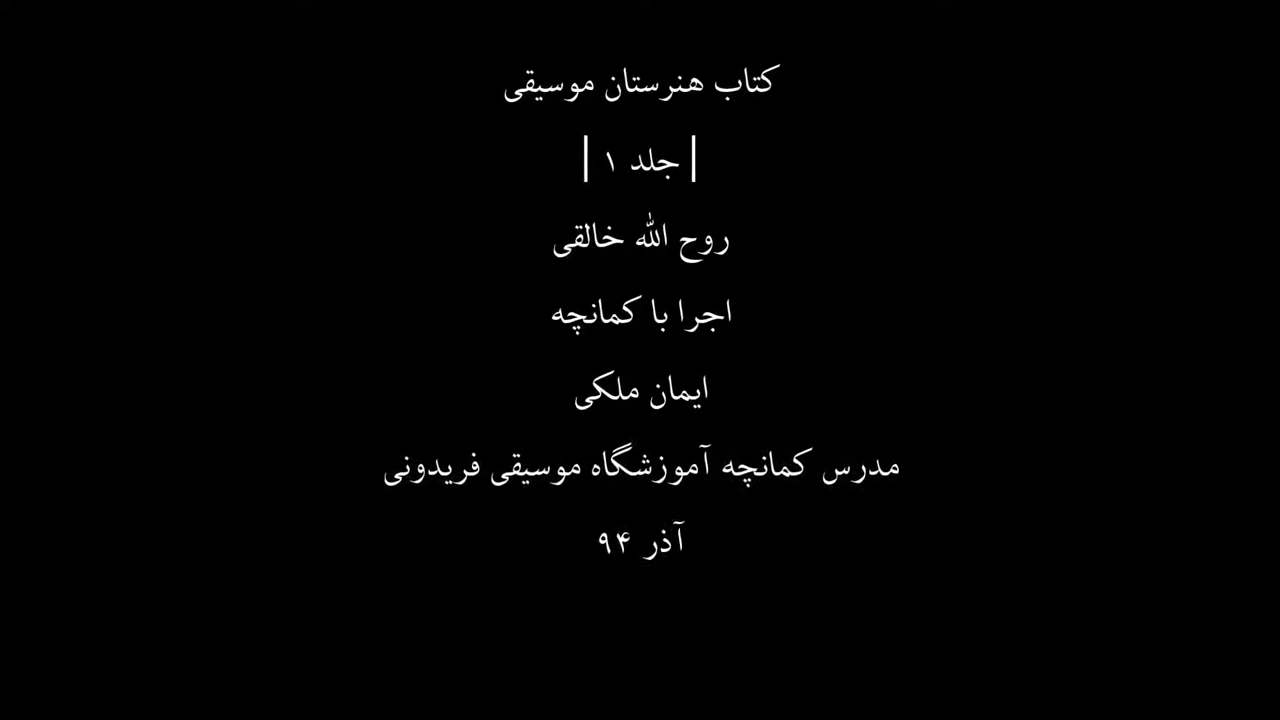 کتاب هنرستان موسیقی
| جلد ۱ |
روح الله خالقی
اجرا با کمانچه
ایمان ملکی
مدرس کمانچه آموزشگاه موسیقی فریدونی
آذر ۹۴